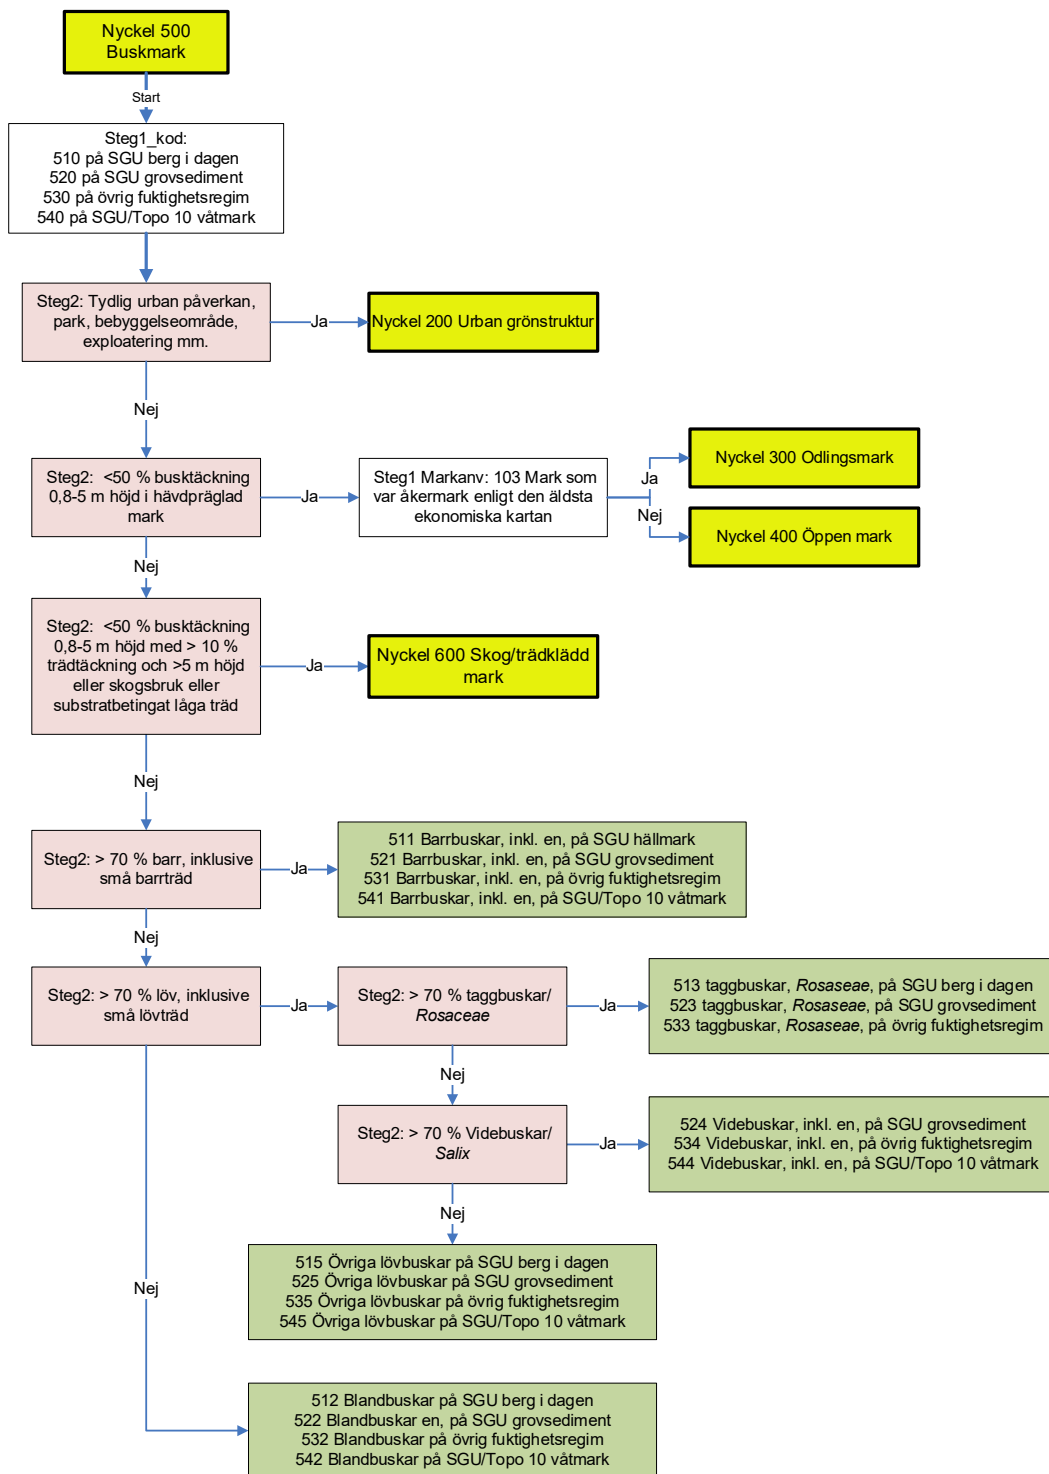 Nyckel 500
Buskmark
Start
Steg1_kod:
510 på SGU berg i dagen
520 på SGU grovsediment
530 på övrig fuktighetsregim
540 på SGU/Topo 10 våtmark
Steg2: Tydlig urban påverkan,
park, bebyggelseområde,
exploatering mm.
Ja
Nyckel 200 Urban grönstruktur
Nej
Steg2: <50 % busktäckning
0,8-5 m höjd i hävdpräglad
mark
Ja
Steg1 Markanv: 103 Mark som
var åkermark enligt den äldsta
ekonomiska kartan
Ja
Nyckel 300 Odlingsmark
Nej
Nyckel 400 Öppen mark
Nej
Steg2: <50 % busktäckning
0,8-5 m höjd med > 10 %
trädtäckning och >5 m höjd
eller skogsbruk eller
substratbetingat låga träd
Ja
Nyckel 600 Skog/trädklädd
mark
Nej
Steg2: > 70 % barr, inklusive
små barrträd
Ja
511 Barrbuskar, inkl. en, på SGU hällmark
521 Barrbuskar, inkl. en, på SGU grovsediment
531 Barrbuskar, inkl. en, på övrig fuktighetsregim
541 Barrbuskar, inkl. en, på SGU/Topo 10 våtmark
Nej
Steg2: > 70 % löv, inklusive
små lövträd
Ja
Steg2: > 70 % taggbuskar/
Rosaceae
Ja
513 taggbuskar, Rosaseae, på SGU berg i dagen
523 taggbuskar, Rosaseae, på SGU grovsediment
533 taggbuskar, Rosaseae, på övrig fuktighetsregim
Nej
Steg2: > 70 % Videbuskar/
Salix
Ja
524 Videbuskar, inkl. en, på SGU grovsediment
534 Videbuskar, inkl. en, på övrig fuktighetsregim
544 Videbuskar, inkl. en, på SGU/Topo 10 våtmark
Nej
515 Övriga lövbuskar på SGU berg i dagen
525 Övriga lövbuskar på SGU grovsediment
535 Övriga lövbuskar på övrig fuktighetsregim
545 Övriga lövbuskar på SGU/Topo 10 våtmark
Nej
512 Blandbuskar på SGU berg i dagen
522 Blandbuskar en, på SGU grovsediment
532 Blandbuskar på övrig fuktighetsregim
542 Blandbuskar på SGU/Topo 10 våtmark